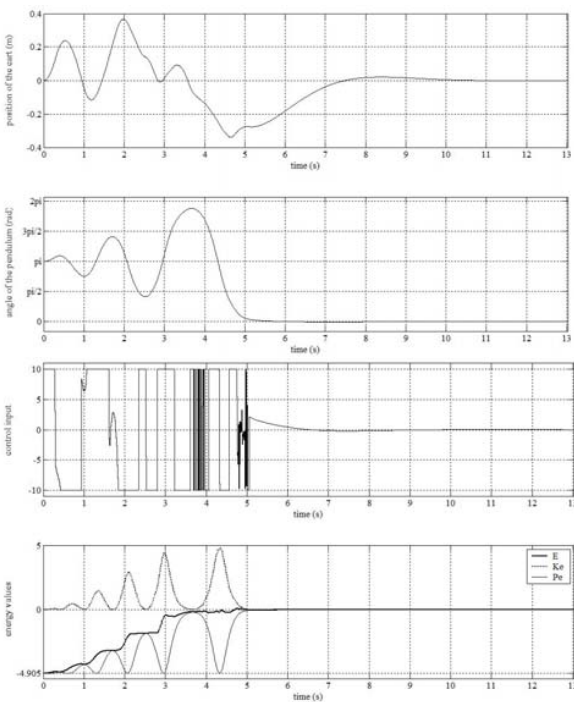 position of the cart (m)
0.4
0.2
0
-0.2
-0.4
0 1 2 3 4 5 6 7 8 9 10 11 12 13
time (s)
angle of the pendulum (rad)
2pi
3pi/2
pi
pi/2
0
0 1 2 3 4 5 6 7 8 9 10 11 12 13
time (s)
control input
10
5
0
-5
-10
0 1 2 3 4 5 6 7 8 9 10 11 12 13
time (s)
energy values
5
0
-4.905
E
Ke
Pe
0 1 2 3 4 5 6 7 8 9 10 11 12 13
time (s)